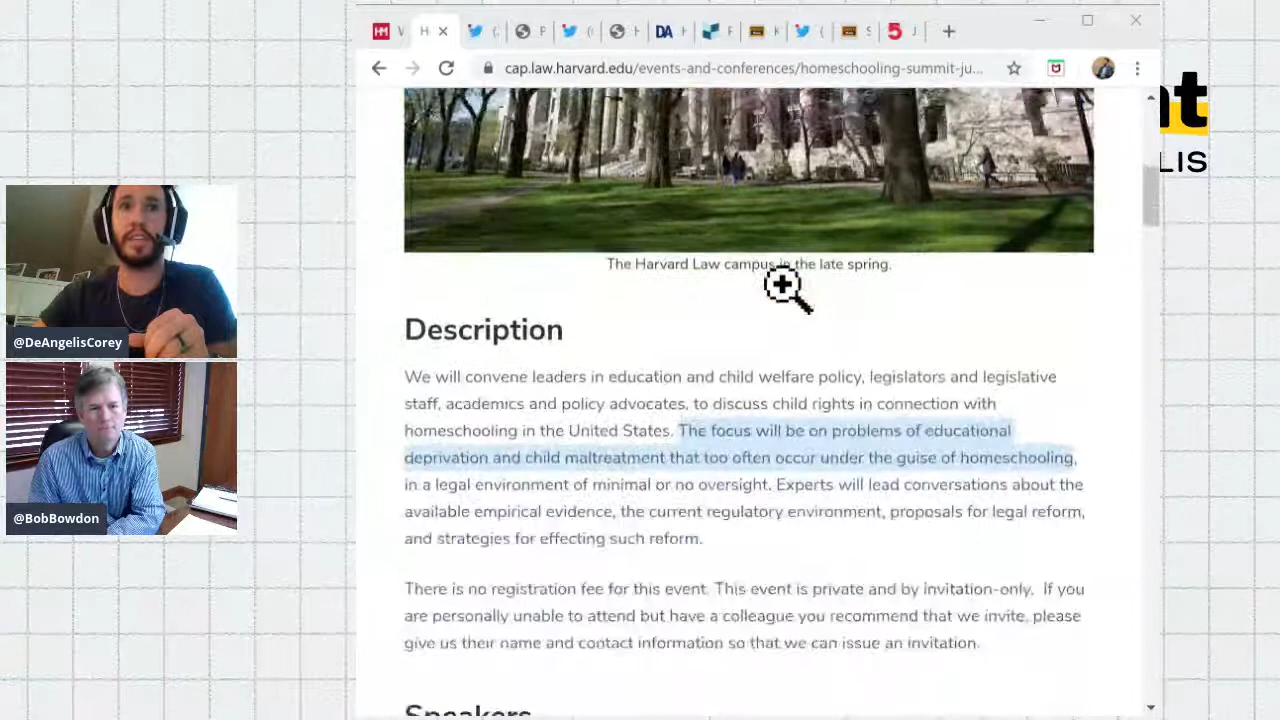 cap.law.harvard.edu/events-and-conferences/homeschooling-summit-ju...
LIS
@DeAngelisCorey
@BobBowdon
The Harvard Law campus in the late spring.
Description
We will convene leaders in education and child welfare policy, legislators and legislative
staff, academics and policy advocates, to discuss child rights in connection with
homeschooling in the United States. The focus will be on problems of educational
deprivation and child maltreatment that too often occur under the guise of homeschooling,
in a legal environment of minimal or no oversight. Experts will lead conversations about the
available empirical evidence, the current regulatory environment, proposals for legal reform,
and strategies for effecting such reform.
There is no registration fee for this event. This event is private and by invitation-only. If you
are personally unable to attend but have a colleague you recommend that we invite, please
give us their name and contact information so that we can issue an invitation.
Speakers